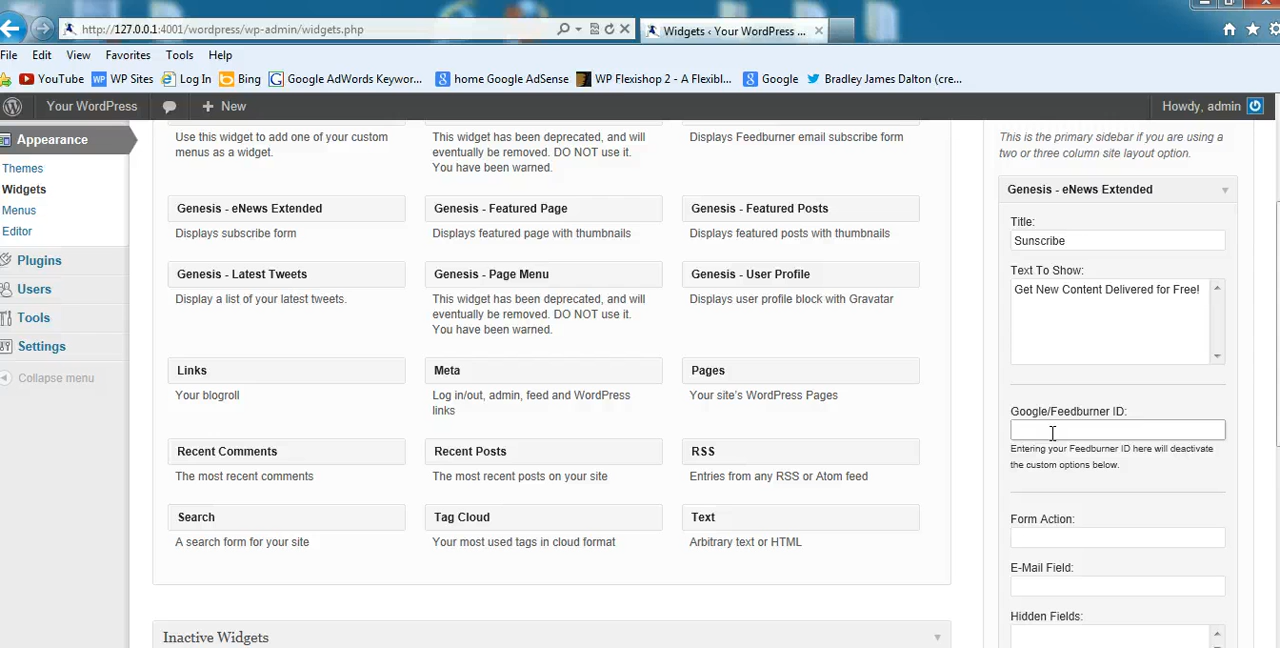 http://127.0.0.1:4001/wordpress/wp-admin/widgets.php
Widgets ‹ Your WordPress ...
File Edit View Favorites Tools Help
YouTube WP Sites Log In Bing Google AdWords Keywor... home Google AdSense WP Flexishop 2 - A Flexibl... Google Bradley James Dalton (cre...
Your WordPress + New Howdy, admin
Appearance
Themes
Widgets
Menus
Editor
Plugins
Users
Tools
Settings
Collapse menu
Use this widget to add one of your custom
menus as a widget.
This widget has been deprecated, and will
eventually be removed. DO NOT use it.
You have been warned.
Displays Feedburner email subscribe form
Genesis - eNews Extended
Displays subscribe form
Genesis - Featured Page
Displays featured page with thumbnails
Genesis - Featured Posts
Displays featured posts with thumbnails
Genesis - Latest Tweets
Display a list of your latest tweets.
Genesis - Page Menu
This widget has been deprecated, and will
eventually be removed. DO NOT use it.
You have been warned.
Genesis - User Profile
Displays user profile block with Gravatar
Links
Your blogroll
Meta
Log in/out, admin, feed and WordPress
links
Pages
Your site's WordPress Pages
Recent Comments
The most recent comments
Recent Posts
The most recent posts on your site
RSS
Entries from any RSS or Atom feed
Search
A search form for your site
Tag Cloud
Your most used tags in cloud format
Text
Arbitrary text or HTML
Inactive Widgets
This is the primary sidebar if you are using a
two or three column site layout option.
Genesis - eNews Extended
Title:
Sunscribe
Text To Show:
Get New Content Delivered for Free!
Google/Feedburner ID:
Entering your Feedburner ID here will deactivate
the custom options below.
Form Action:
E-Mail Field:
Hidden Fields: